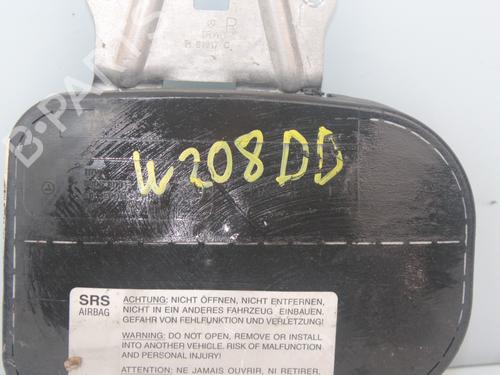 B-PARTS
W208DD
SRS
AIRBAG
ACHTUNG: NICHT ÖFFNEN, NICHT ENTFERNEN,
NICHT IN EIN ANDERES FAHRZEUG EINBAUEN.
GEFAHR VON FEHLFUNKTION UND VERLETZUNG!
WARNING: DO NOT OPEN, REMOVE OR INSTALL
INTO ANOTHER VEHICLE. RISK OF MALFUNCTION
AND PERSONAL INJURY!
ATTENTION: NE JAMAIS OUVRIR, NI RETIRER,